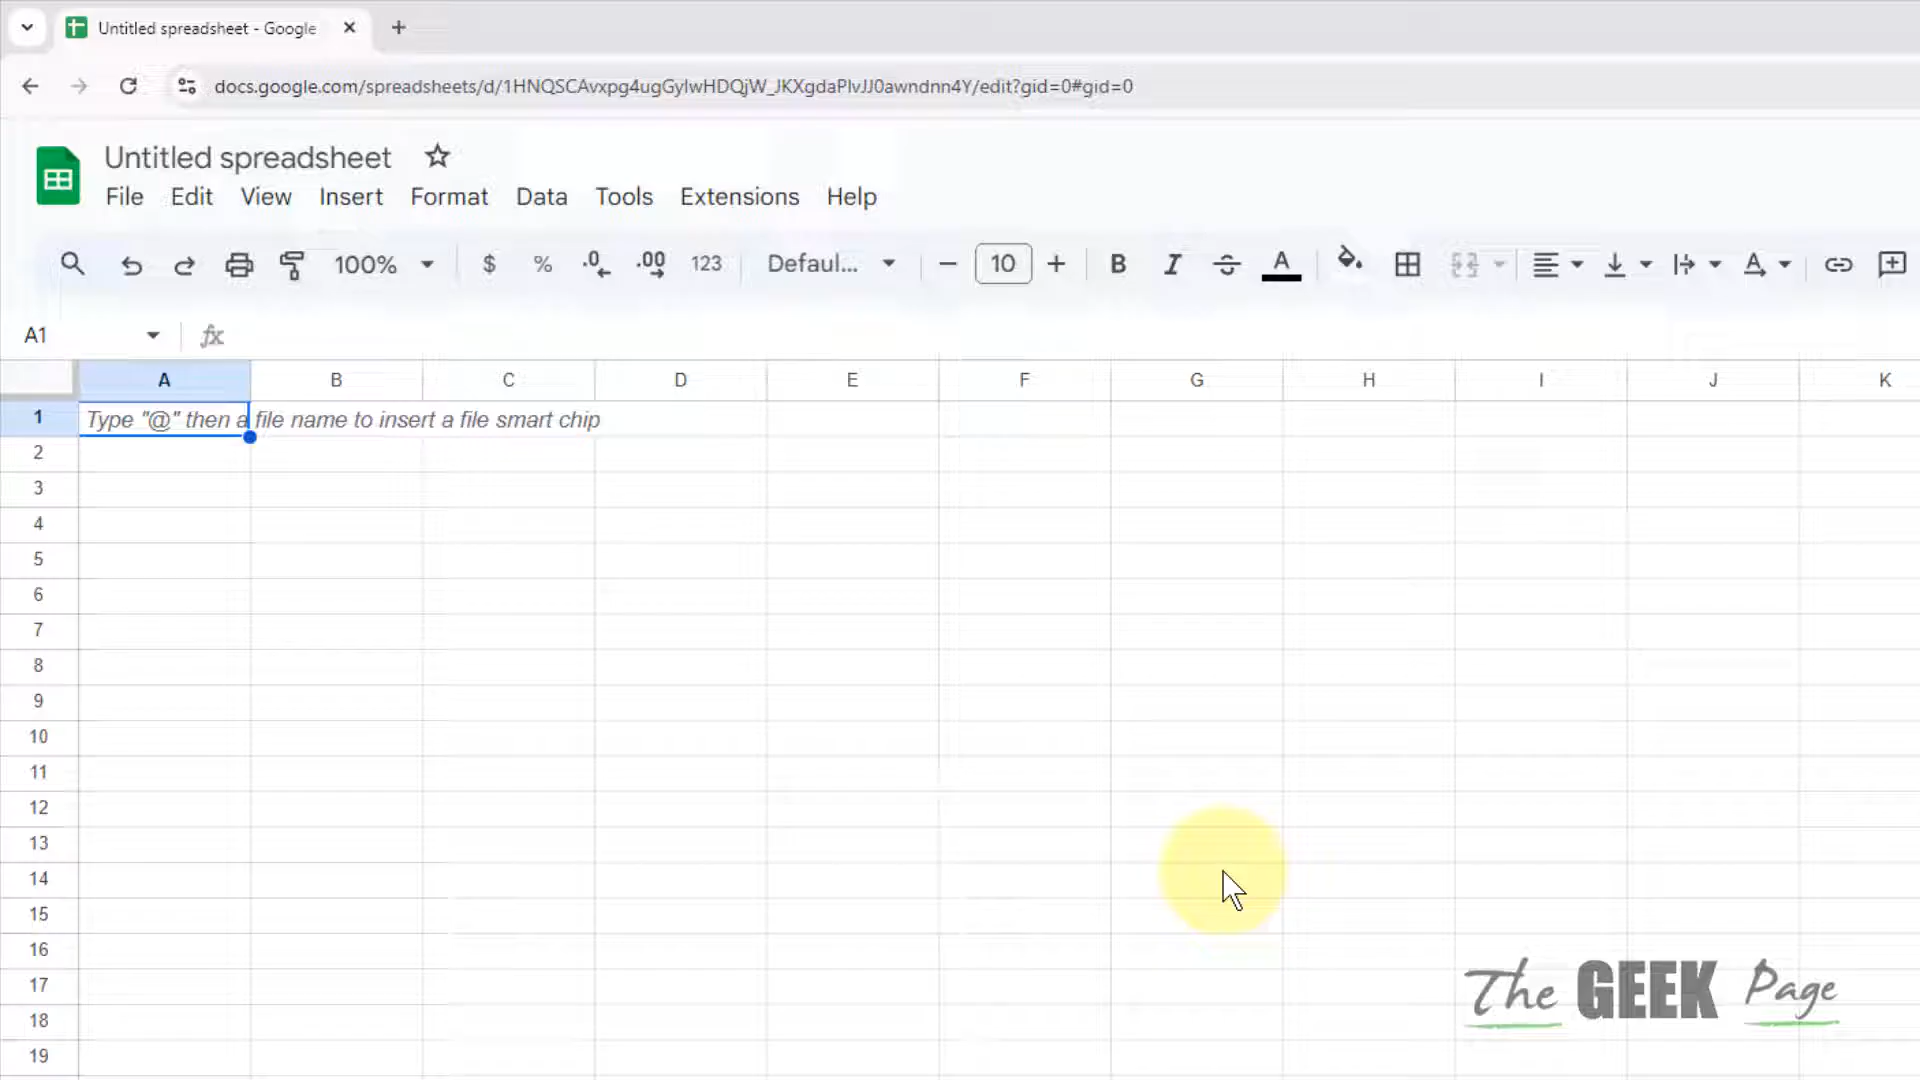 Untitled spreadsheet - Google
docs.google.com/spreadsheets/d/1HNQSCAvxpg4ugGylwHDQjW_JKXgdaPlvJJ0awndnn4Y/edit?gid=0#gid=0
Untitled spreadsheet
File Edit View Insert Format Data Tools Extensions Help
100% $ % .0 .00 123 Defaul... 10 B I A A
A1 fx
A B C D E F G H I J K
1 Type "@" then a file name to insert a file smart chip
2
3
4
5
6
7
8
9
10
11
12
13
14
15
16
17
18
19
The GEEK Page